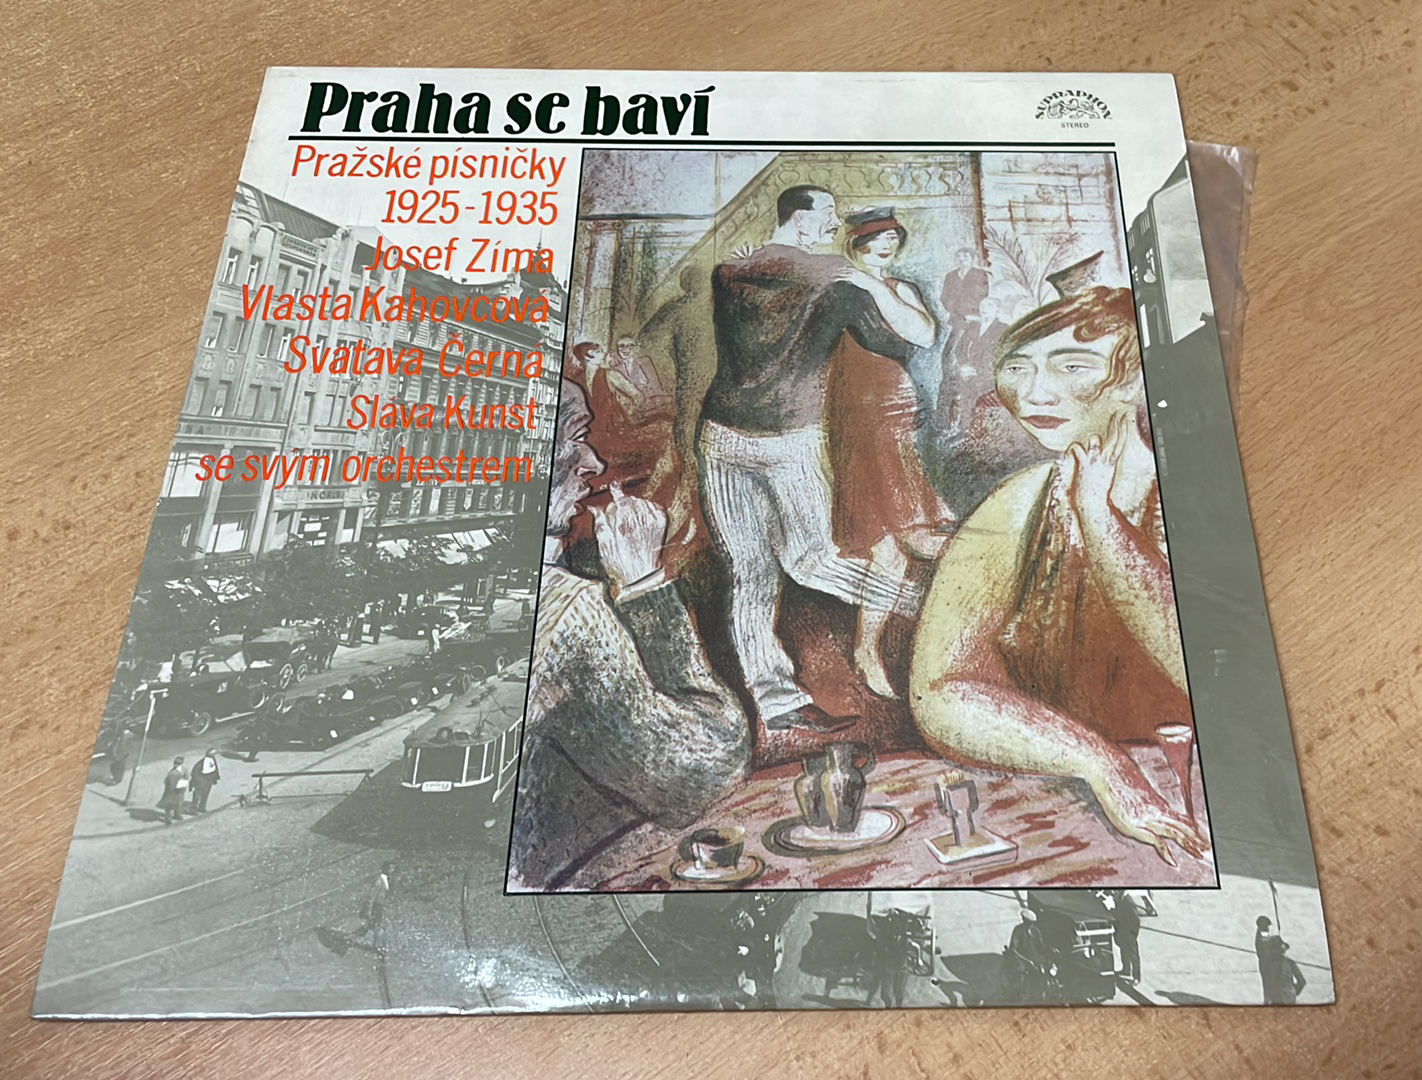 Praha se baví
SUPRAPHON
STEREO
Pražské písničky
1925-1935
Josef Zíma
Vlasta Kahovcová
Svatava Černá
Sláva Kunst
se svým orchestrem